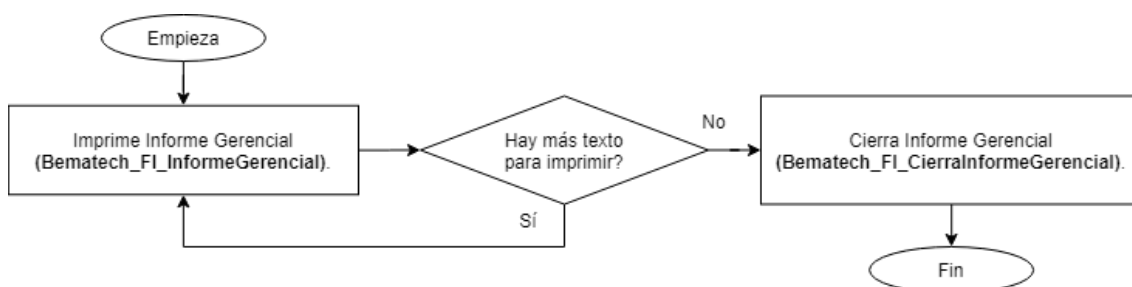 Empieza
Imprime Informe Gerencial
(Bematech_FI_InformeGerencial).
Hay más texto
para imprimir?
No
Sí
Cierra Informe Gerencial
(Bematech_FI_CierraInformeGerencial).
Fin